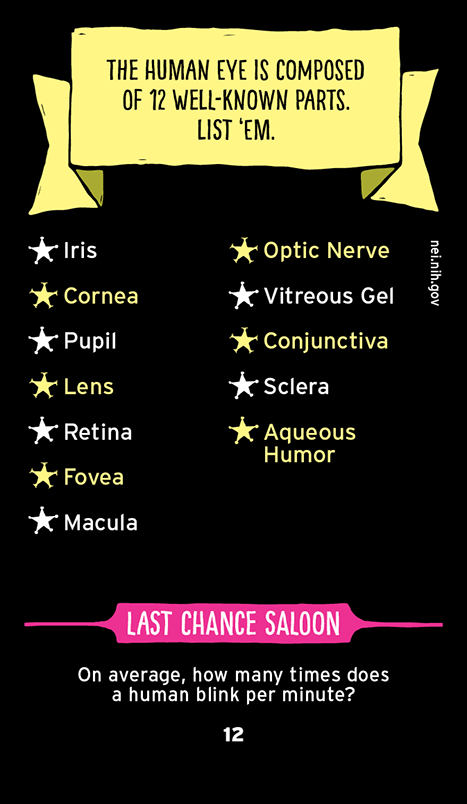 THE HUMAN EYE IS COMPOSED
OF 12 WELL-KNOWN PARTS.
LIST ‘EM.
Iris
Cornea
Pupil
Lens
Retina
Fovea
Macula
Optic Nerve
Vitreous Gel
Conjunctiva
Sclera
Aqueous
Humor
nei.nih.gov
LAST CHANCE SALOON
On average, how many times does
a human blink per minute?
12